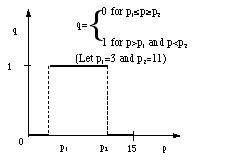 q
q= { 0 for p₁≤p≥p₂
1 for p>p₁ and p<p₂
(Let p₁=3 and p₂=11)
1
0
p₁
p₂
15
p